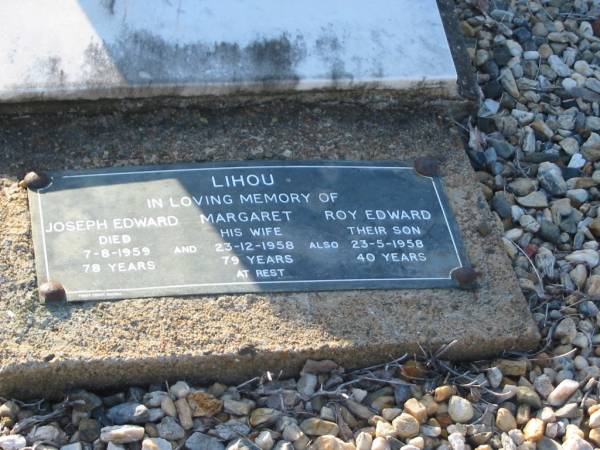 LIHOU
IN LOVING MEMORY OF
JOSEPH EDWARD MARGARET ROY EDWARD
DIED HIS WIFE THEIR SON
7-8-1959 AND 23-12-1958 ALSO 23-5-1958
78 YEARS 79 YEARS 40 YEARS
AT REST